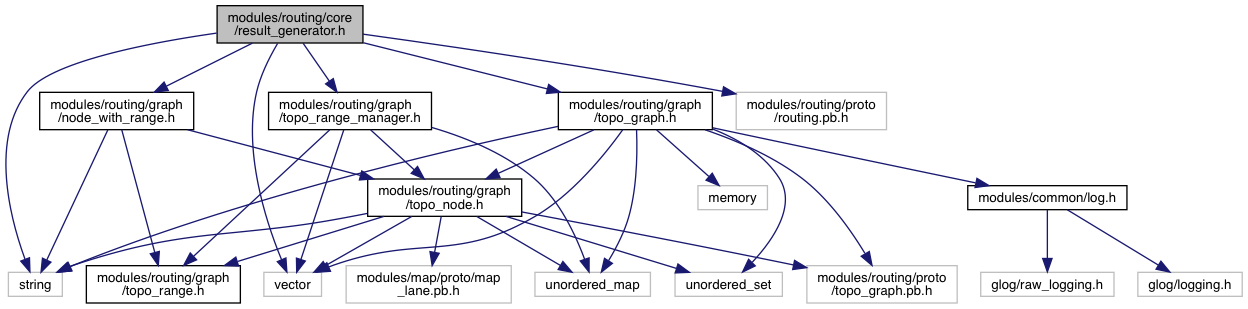 modules/routing/core
/result_generator.h
modules/routing/graph
/node_with_range.h
modules/routing/graph
/topo_range_manager.h
modules/routing/graph
/topo_graph.h
modules/routing/proto
/routing.pb.h
modules/routing/graph
/topo_node.h
memory
modules/common/log.h
string
modules/routing/graph
/topo_range.h
vector
modules/map/proto/map
_lane.pb.h
unordered_map
unordered_set
modules/routing/proto
/topo_graph.pb.h
glog/raw_logging.h
glog/logging.h